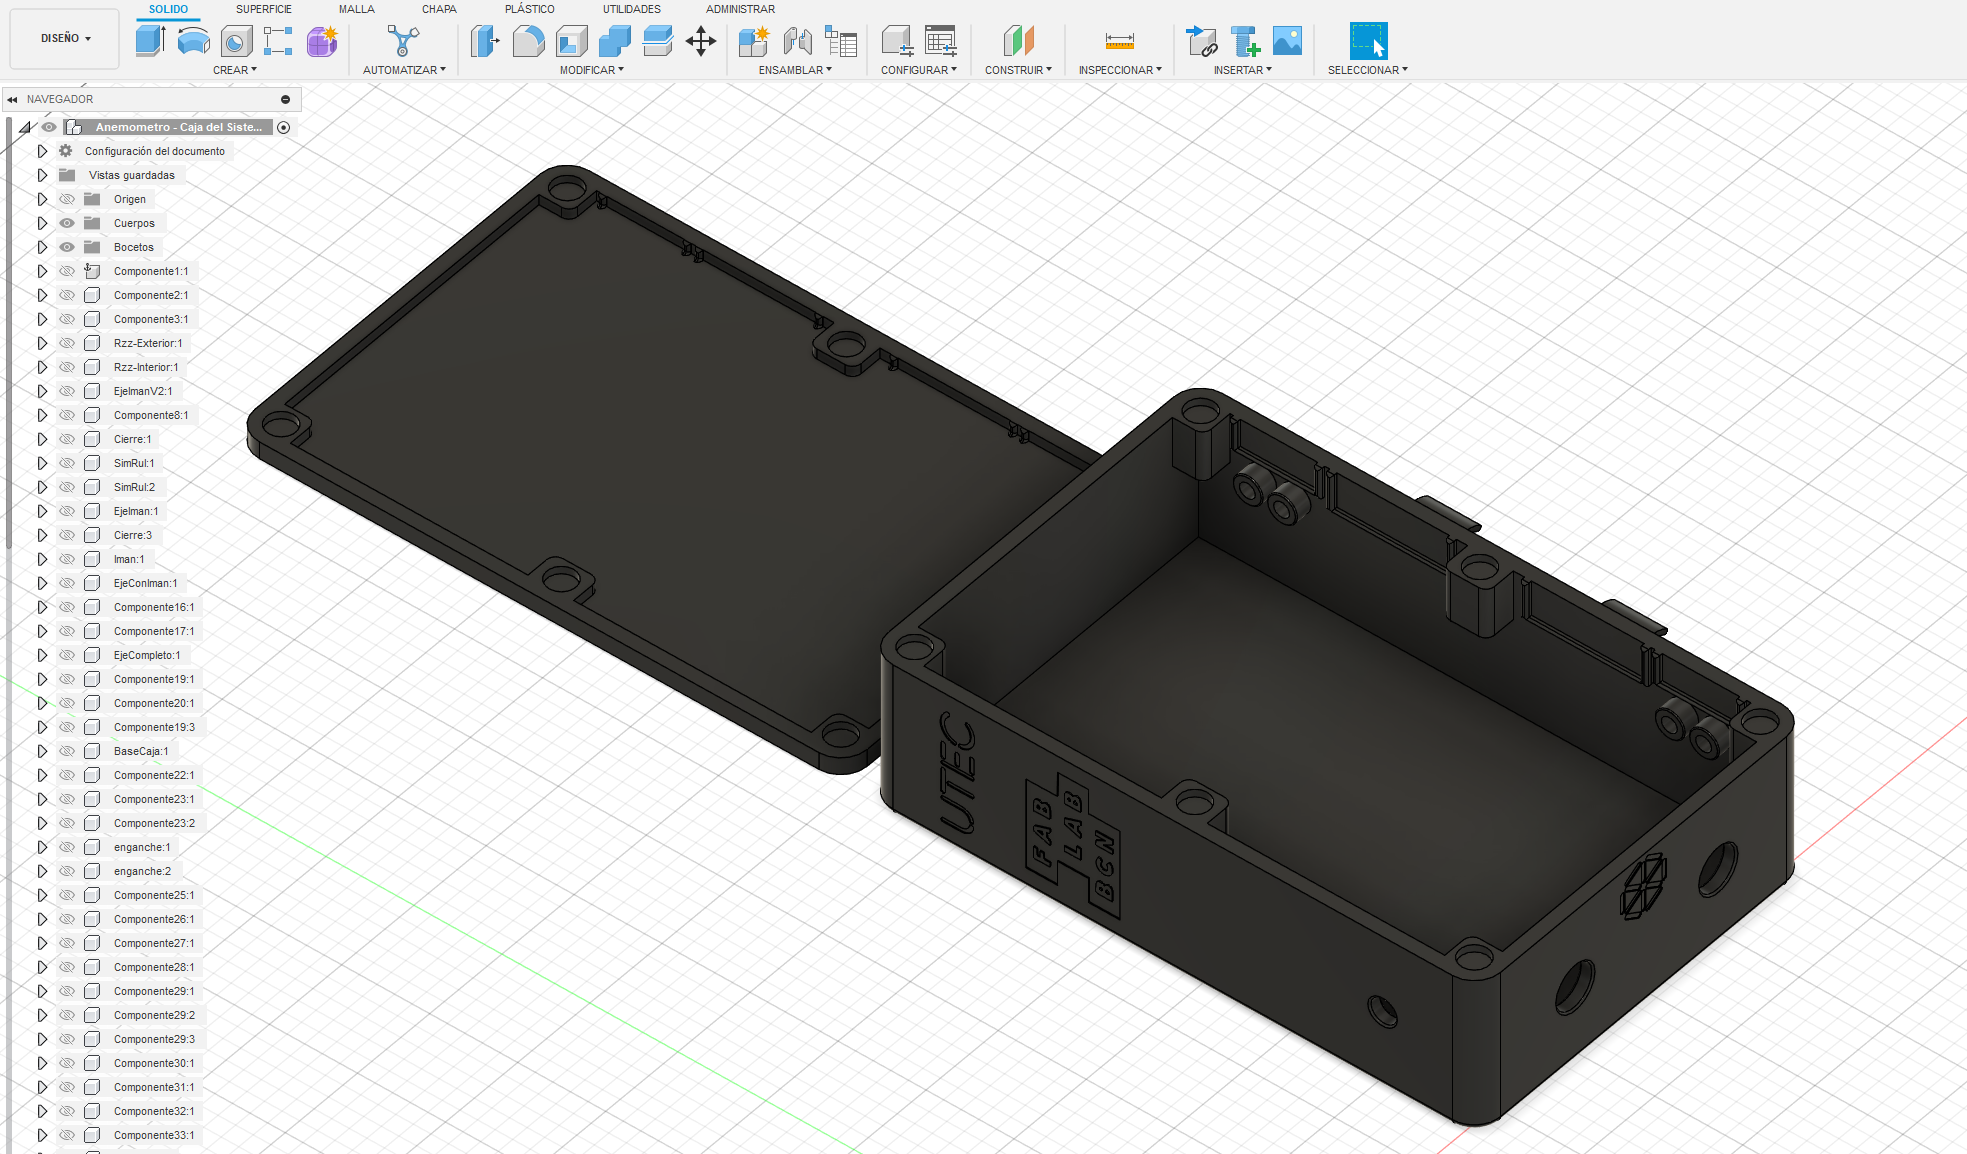 SOLIDO SUPERFICIE MALLA CHAPA PLÁSTICO UTILIDADES ADMINISTRAR
DISEÑO
CREAR AUTOMATIZAR MODIFICAR ENSAMBLAR CONFIGURAR CONSTRUIR INSPECCIONAR INSERTAR SELECCIONAR
NAVEGADOR
Anemometro - Caja del Siste...
Configuración del documento
Vistas guardadas
Origen
Cuerpos
Bocetos
Componente1:1
Componente2:1
Componente3:1
Rzz-Exterior:1
Rzz-Interior:1
EjeImanV2:1
Componente8:1
Cierre:1
SimRul:1
SimRul:2
EjeIman:1
Cierre:3
Iman:1
EjeConIman:1
Componente16:1
Componente17:1
EjeCompleto:1
Componente19:1
Componente20:1
Componente19:3
BaseCaja:1
Componente22:1
Componente23:1
Componente23:2
enganche:1
enganche:2
Componente25:1
Componente26:1
Componente27:1
Componente28:1
Componente29:1
Componente29:2
Componente29:3
Componente30:1
Componente31:1
Componente32:1
Componente33:1
UTEC
FAB
LAB
BCN